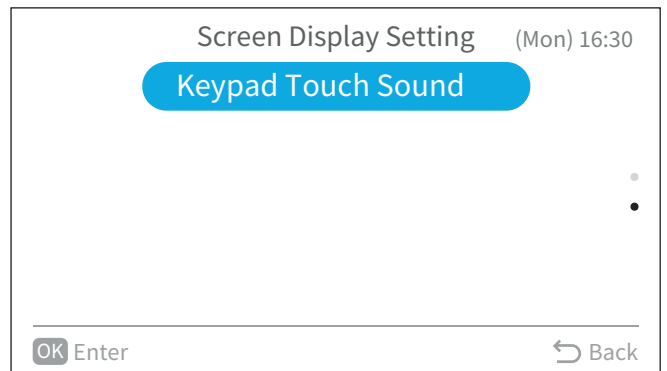 Screen Display Setting (Mon) 16:30
Keypad Touch Sound
OK Enter Back